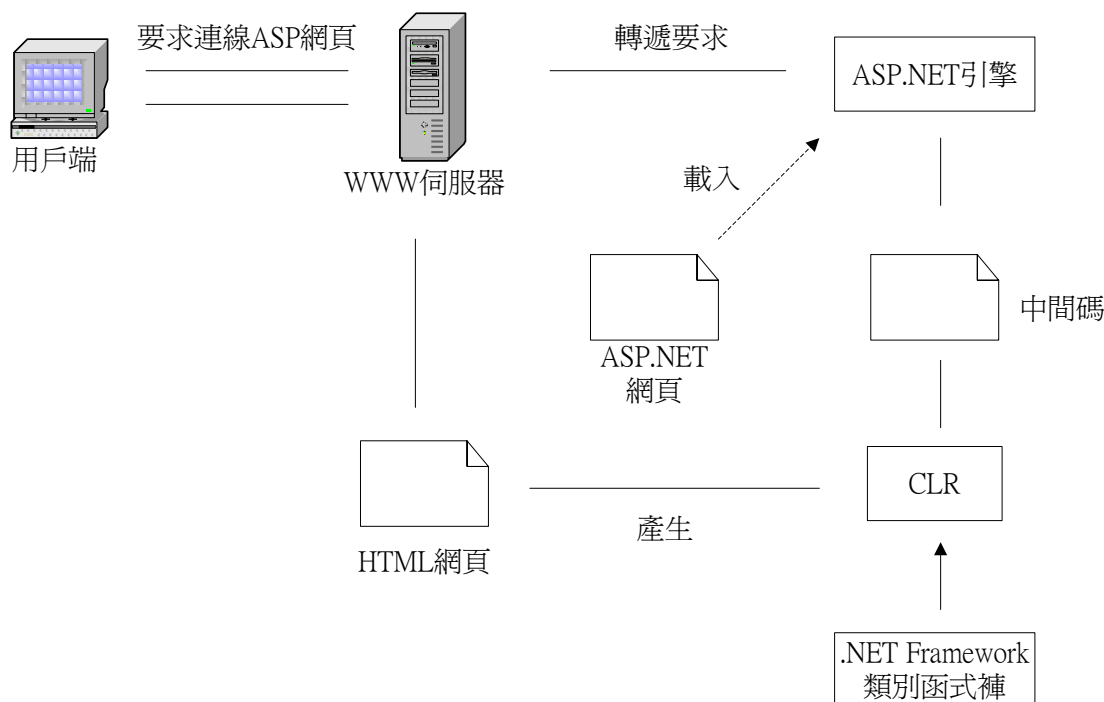 要求連線ASP網頁
轉遞要求
ASP.NET引擎
用戶端
WWW伺服器
載入
ASP.NET
網頁
中間碼
CLR
產生
HTML網頁
.NET Framework
類別函式褲